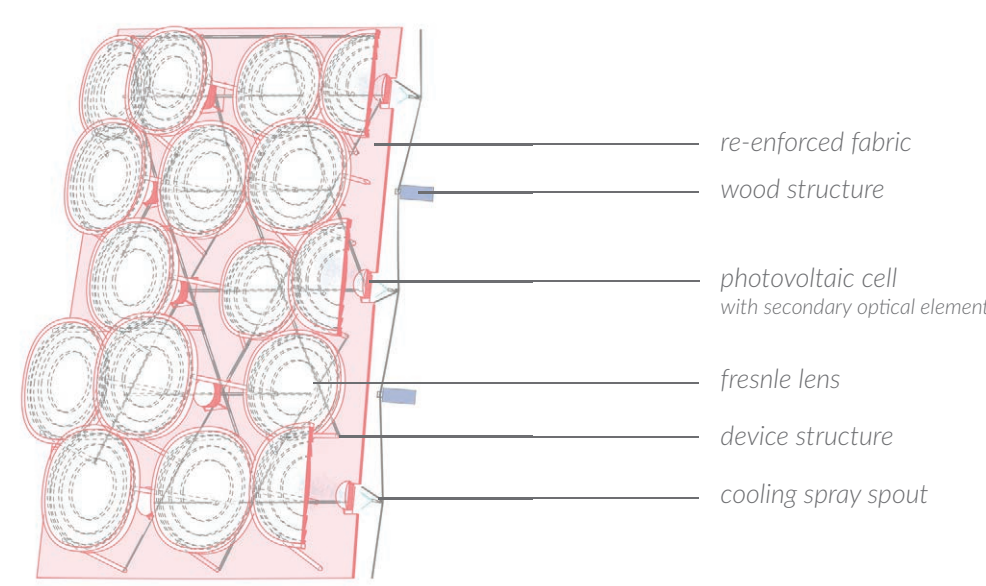 re-enforced fabric
wood structure
photovoltaic cell
with secondary optical element
fresnle lens
device structure
cooling spray spout